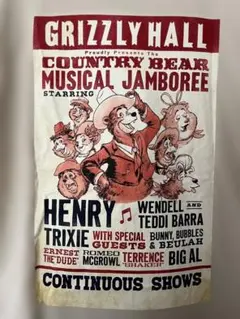 GRIZZLY HALL
Proudly Presents The
COUNTRY BEAR
MUSICAL JAMBOREE
STARRING
HENRY
WENDELL AND
TEDDI BARRA
TRIXIE
WITH SPECIAL
GUESTS
BUNNY, BUBBLES
& BEULAH
ERNEST
"THE DUDE"
ROMEO
MCGROWL
TERRENCE
"SHAKER"
BIG AL
CONTINUOUS SHOWS